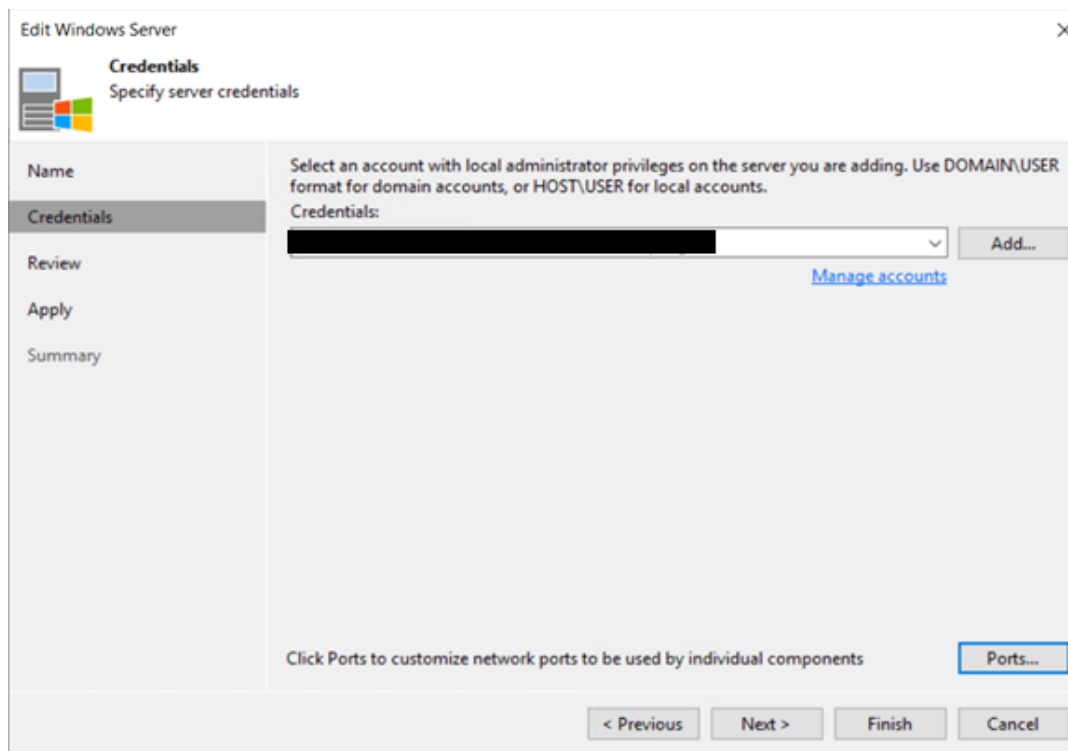 Edit Windows Server
Credentials
Specify server credentials
Name
Credentials
Review
Apply
Summary
Select an account with local administrator privileges on the server you are adding. Use DOMAIN\USER
format for domain accounts, or HOST\USER for local accounts.
Credentials:
Add...
Manage accounts
Click Ports to customize network ports to be used by individual components
Ports...
< Previous
Next >
Finish
Cancel